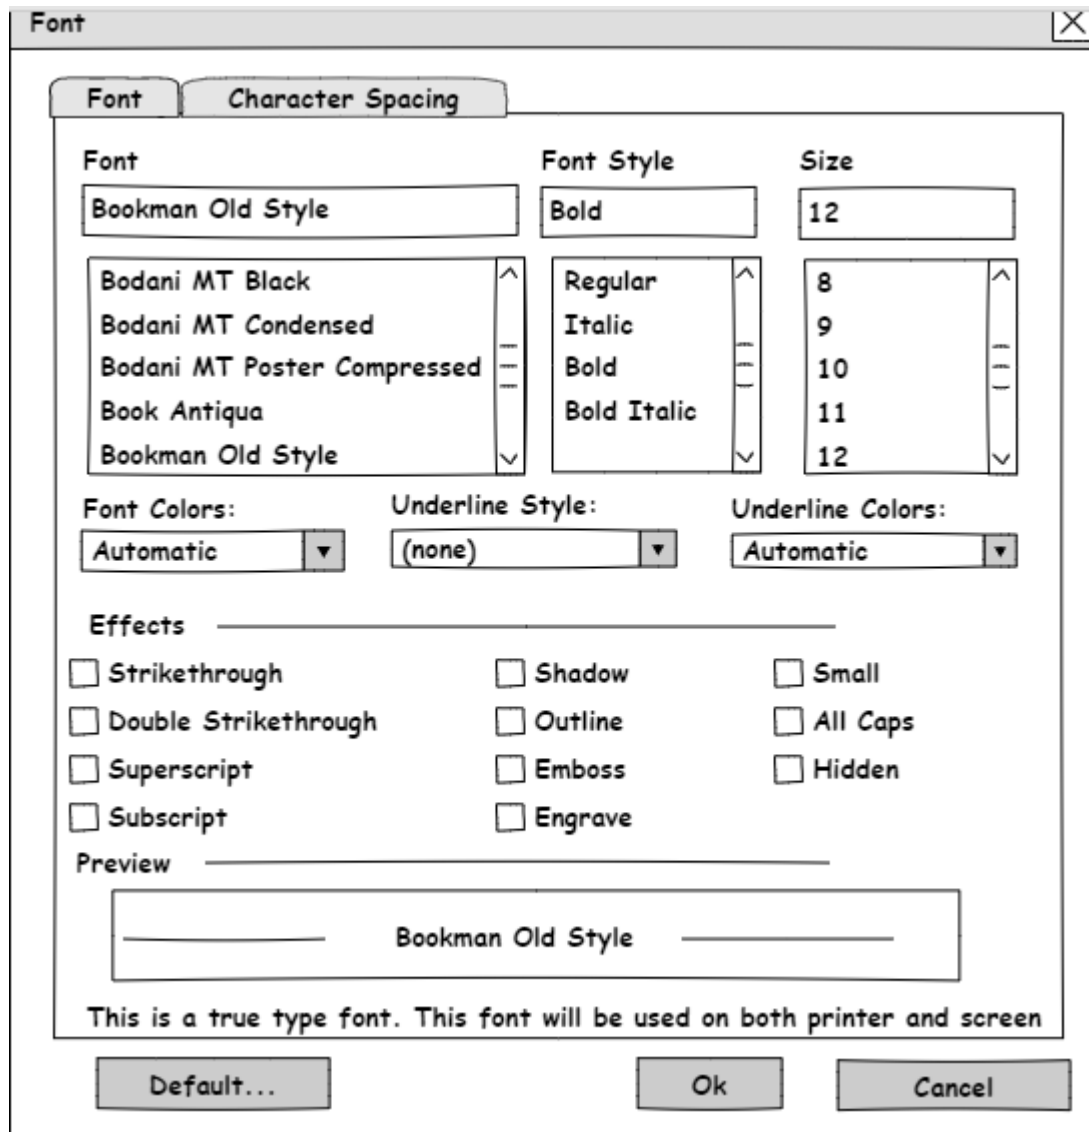 Font
Font Character Spacing
Font Font Style Size
Bookman Old Style Bold 12
Bodani MT Black Regular 8
Bodani MT Condensed Italic 9
Bodani MT Poster Compressed Bold 10
Book Antiqua Bold Italic 11
Bookman Old Style 12
Font Colors: Underline Style: Underline Colors:
Automatic (none) Automatic
Effects
Strikethrough Shadow Small
Double Strikethrough Outline All Caps
Superscript Emboss Hidden
Subscript Engrave
Preview
Bookman Old Style
This is a true type font. This font will be used on both printer and screen
Default... Ok Cancel